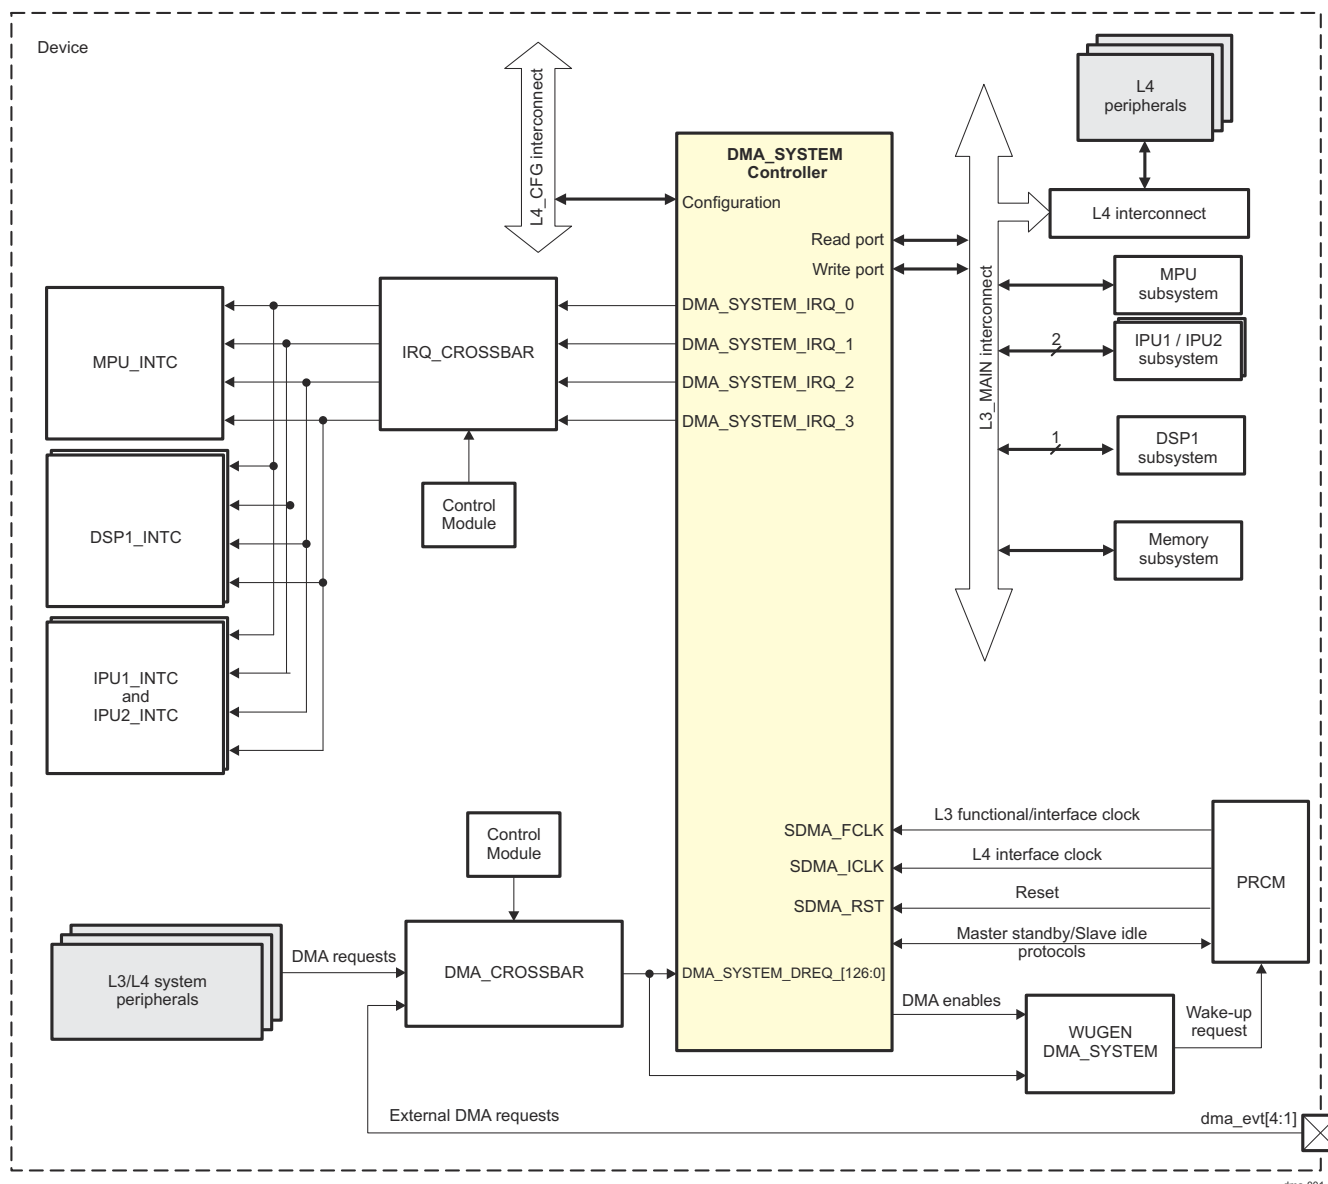 Device
L4
peripherals
L4_CFG interconnect
DMA_SYSTEM
Controller
Configuration
L4 interconnect
Read port
Write port
L3_MAIN interconnect
MPU
subsystem
2
IPU1 / IPU2
subsystem
1
DSP1
subsystem
Memory
subsystem
MPU_INTC
IRQ_CROSSBAR
DMA_SYSTEM_IRQ_0
DMA_SYSTEM_IRQ_1
DMA_SYSTEM_IRQ_2
DMA_SYSTEM_IRQ_3
Control
Module
DSP1_INTC
IPU1_INTC
and
IPU2_INTC
Control
Module
SDMA_FCLK
L3 functional/interface clock
SDMA_ICLK
L4 interface clock
SDMA_RST
Reset
PRCM
Master standby/Slave idle
protocols
L3/L4 system
peripherals
DMA requests
DMA_CROSSBAR
DMA_SYSTEM_DREQ_[126:0]
DMA enables
WUGEN
DMA_SYSTEM
Wake-up
request
External DMA requests
dma_evt[4:1]